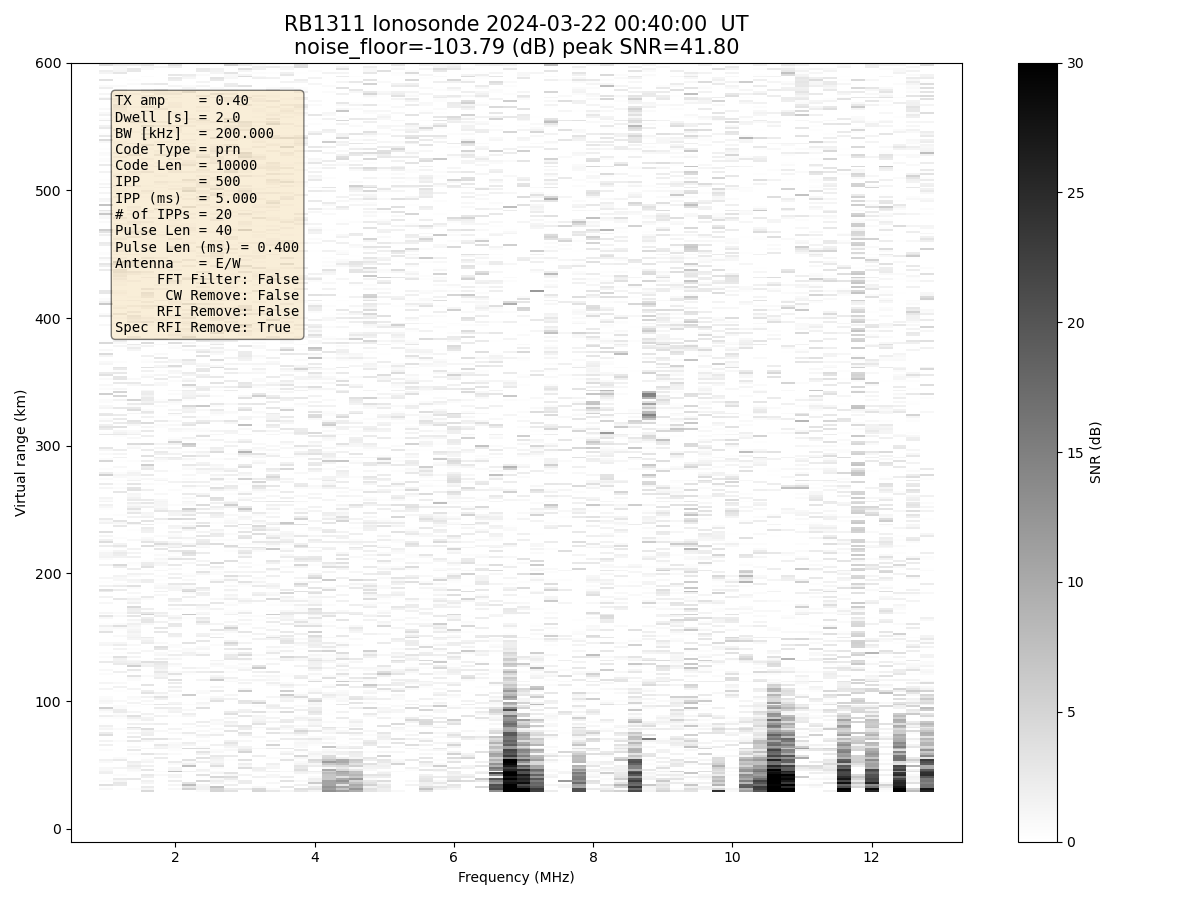 RB1311 Ionosonde 2024-03-22 00:40:00 UT
noise_floor=-103.79 (dB) peak SNR=41.80
TX amp    = 0.40
Dwell [s] = 2.0
BW [kHz]  = 200.000
Code Type = prn
Code Len  = 10000
IPP       = 500
IPP (ms)  = 5.000
# of IPPs = 20
Pulse Len = 40
Pulse Len (ms) = 0.400
Antenna   = E/W
FFT Filter: False
CW Remove: False
RFI Remove: False
Spec RFI Remove: True
Virtual range (km)
600
500
400
300
200
100
0
2 4 6 8 10 12
Frequency (MHz)
30
25
20
15
10
5
0
SNR (dB)